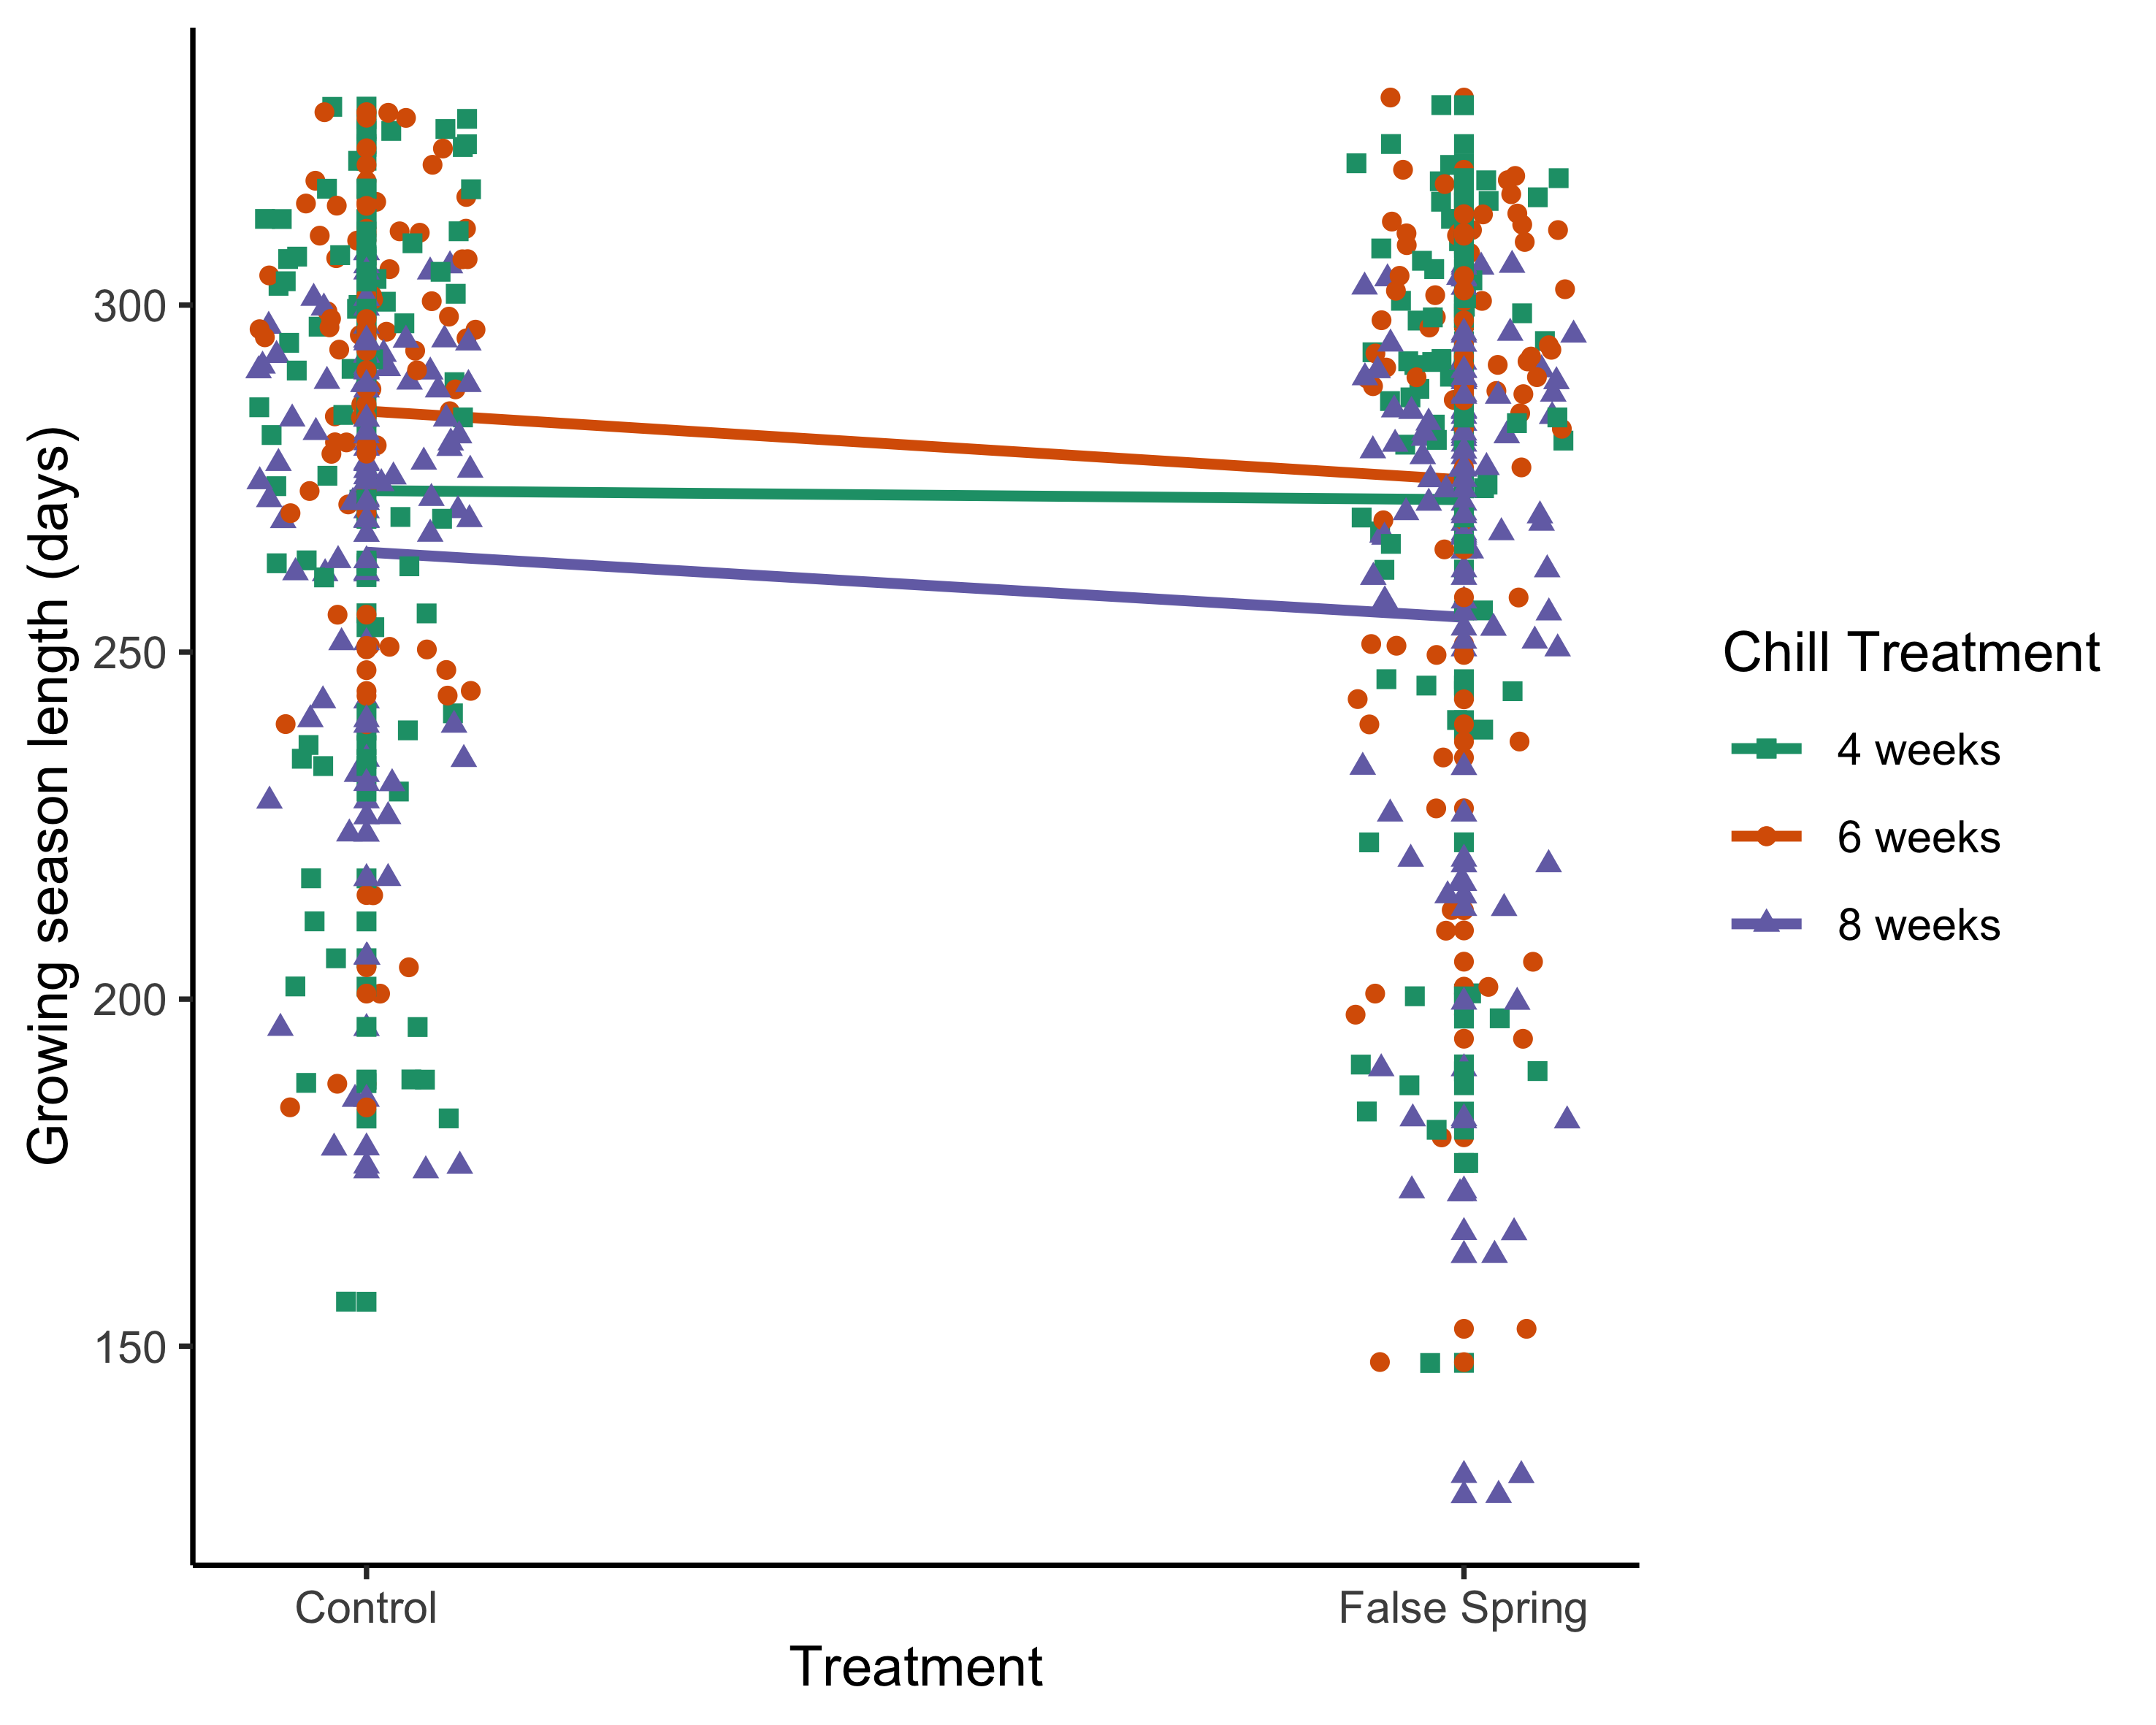 Growing season length (days)
300
250
200
150
Control
False Spring
Treatment
Chill Treatment
4 weeks
6 weeks
8 weeks